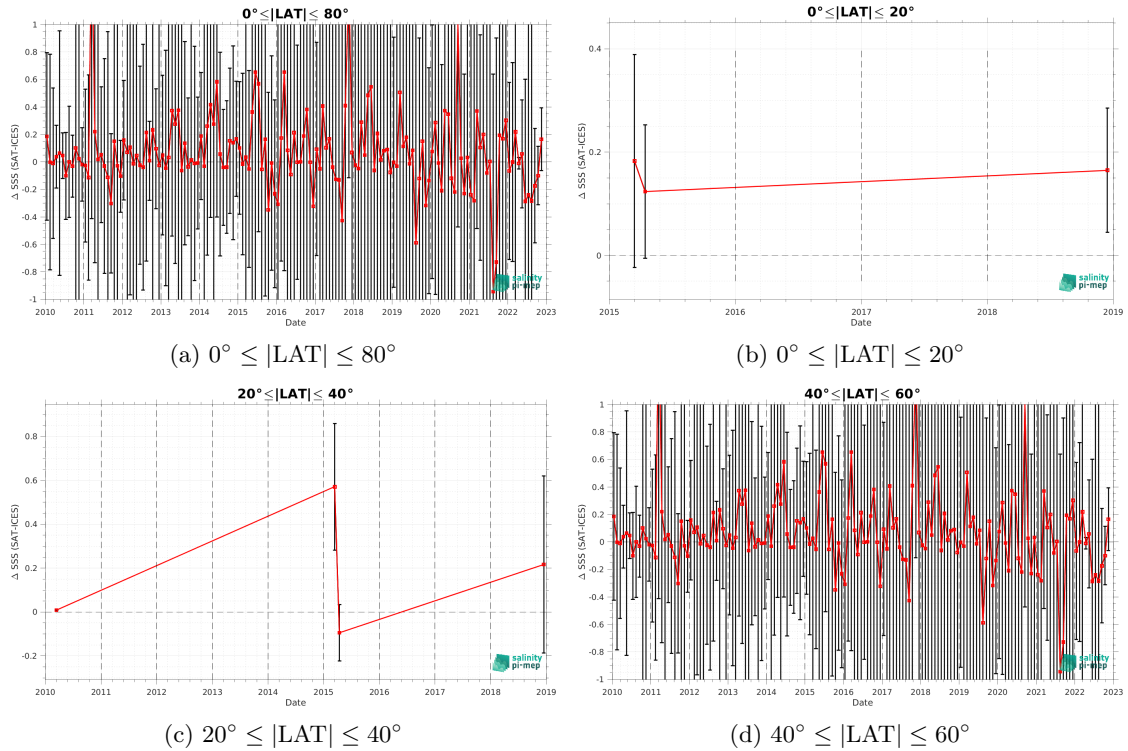 0°≤|LAT|≤ 80°
1
0.8
0.6
0.4
0.2
0
-0.2
-0.4
-0.6
-0.8
-1
Δ SSS (SAT-ICES)
2010 2011 2012 2013 2014 2015 2016 2017 2018 2019 2020 2021 2022 2023
Date
salinity
pi-mep
(a) 0° ≤ |LAT| ≤ 80°
0°≤|LAT|≤ 20°
0.4
0.2
0
Δ SSS (SAT-ICES)
2015 2016 2017 2018 2019
Date
salinity
pi-mep
(b) 0° ≤ |LAT| ≤ 20°
20°≤|LAT|≤ 40°
0.8
0.6
0.4
0.2
0
-0.2
Δ SSS (SAT-ICES)
2010 2011 2012 2013 2014 2015 2016 2017 2018 2019
Date
salinity
pi-mep
(c) 20° ≤ |LAT| ≤ 40°
40°≤|LAT|≤ 60°
1
0.8
0.6
0.4
0.2
0
-0.2
-0.4
-0.6
-0.8
-1
Δ SSS (SAT-ICES)
2010 2011 2012 2013 2014 2015 2016 2017 2018 2019 2020 2021 2022 2023
Date
salinity
pi-mep
(d) 40° ≤ |LAT| ≤ 60°